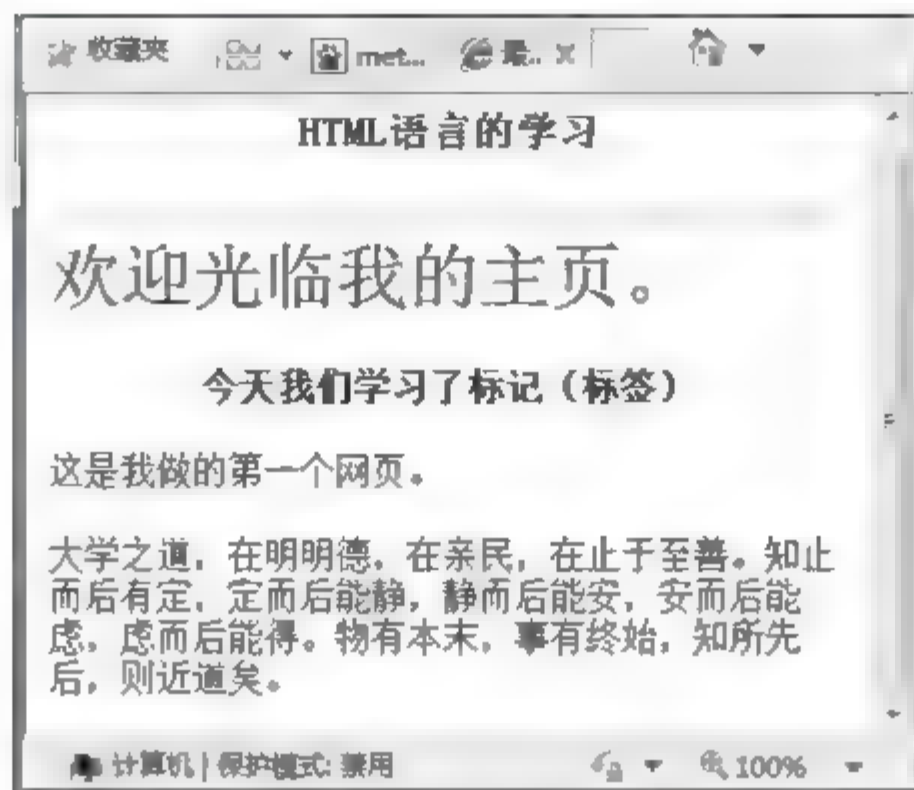 收藏夹 met... 最.. x
HTML语言的学习
欢迎光临我的主页。
今天我们学习了标记（标签）
这是我做的第一个网页。
大学之道，在明明德，在亲民，在止于至善。知止
而后有定，定而后能静，静而后能安，安而后能
虑，虑而后能得。物有本末，事有终始，知所先
后，则近道矣。
计算机 | 保护模式: 禁用 100%